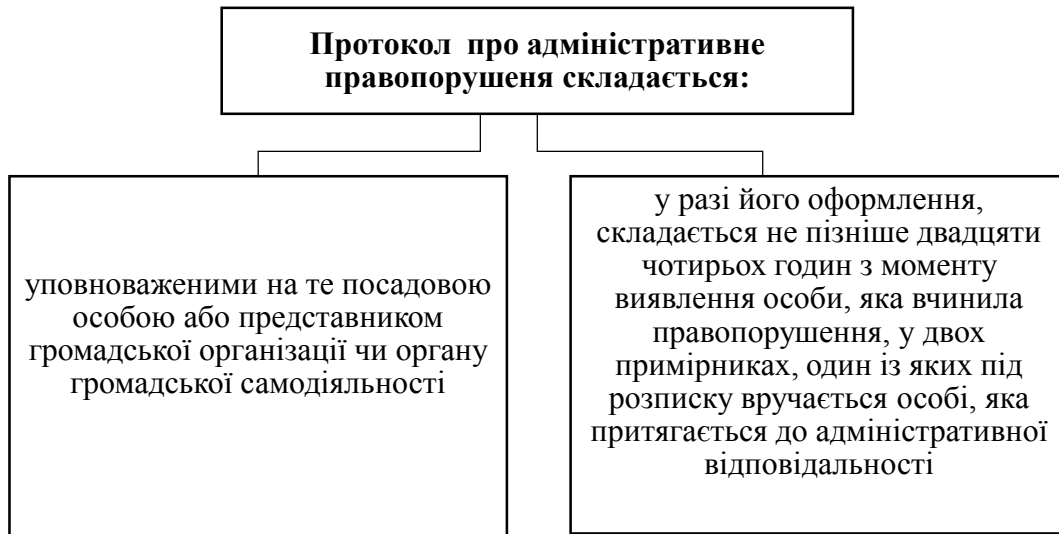 Протокол про адміністративне
правопорушеня складається:
уповноваженими на те посадовою
особою або представником
громадської організації чи органу
громадської самодіяльності
у разі його оформлення,
складається не пізніше двадцяти
чотирьох годин з моменту
виявлення особи, яка вчинила
правопорушення, у двох
примірниках, один із яких під
розписку вручається особі, яка
притягається до адміністративної
відповідальності